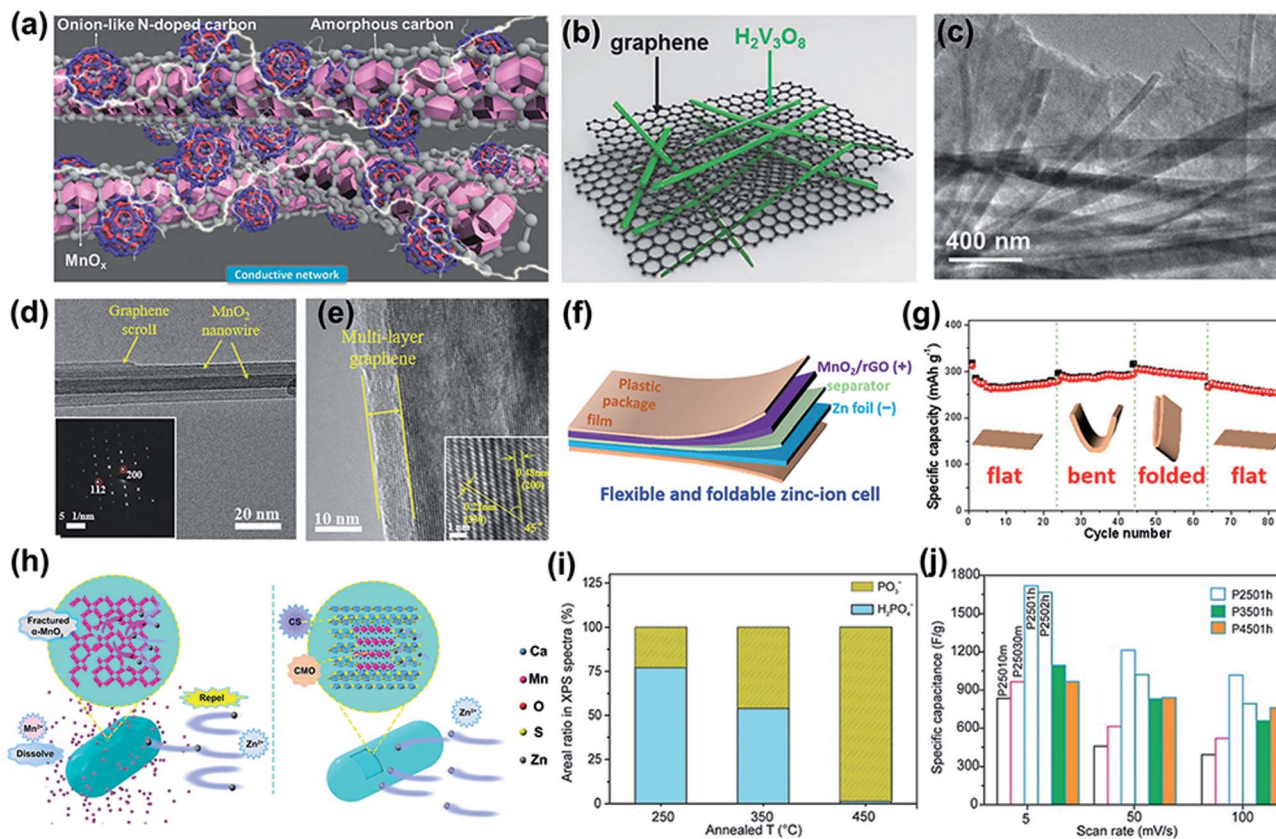 (a)
Onion-like N-doped carbon
Amorphous carbon
MnOx
Conductive network
(b)
graphene
H2V3O8
(c)
400 nm
(d)
Graphene
scroll
MnO2
nanowire
200
112
5 1/nm
20 nm
(e)
Multi-layer
graphene
10 nm
0.48nm
(200)
45°
1 nm
(f)
MnO2/rGO (+)
separator
Zn foil (−)
Plastic
package
film
Flexible and foldable zinc-ion cell
(g)
Specific capacity (mAh g-1)
400
300
200
100
0
flat
bent
folded
flat
0 20 40 60 80
Cycle number
(h)
Fractured
α-MnO2
Mn2+
Dissolve
Repel
Zn2+
CS
CMO
Zn2+
Ca
Mn
O
S
Zn
(i)
Areal ratio in XPS spectra (%)
125
100
75
50
25
0
PO3-
H2PO4-
250 350 450
Annealed T (°C)
(j)
Specific capacitance (F/g)
1800
1500
1200
900
600
300
0
P25010m
P25030m
P2501h
P2502h
P2501h
P3501h
P4501h
5 50 100
Scan rate (mV/s)